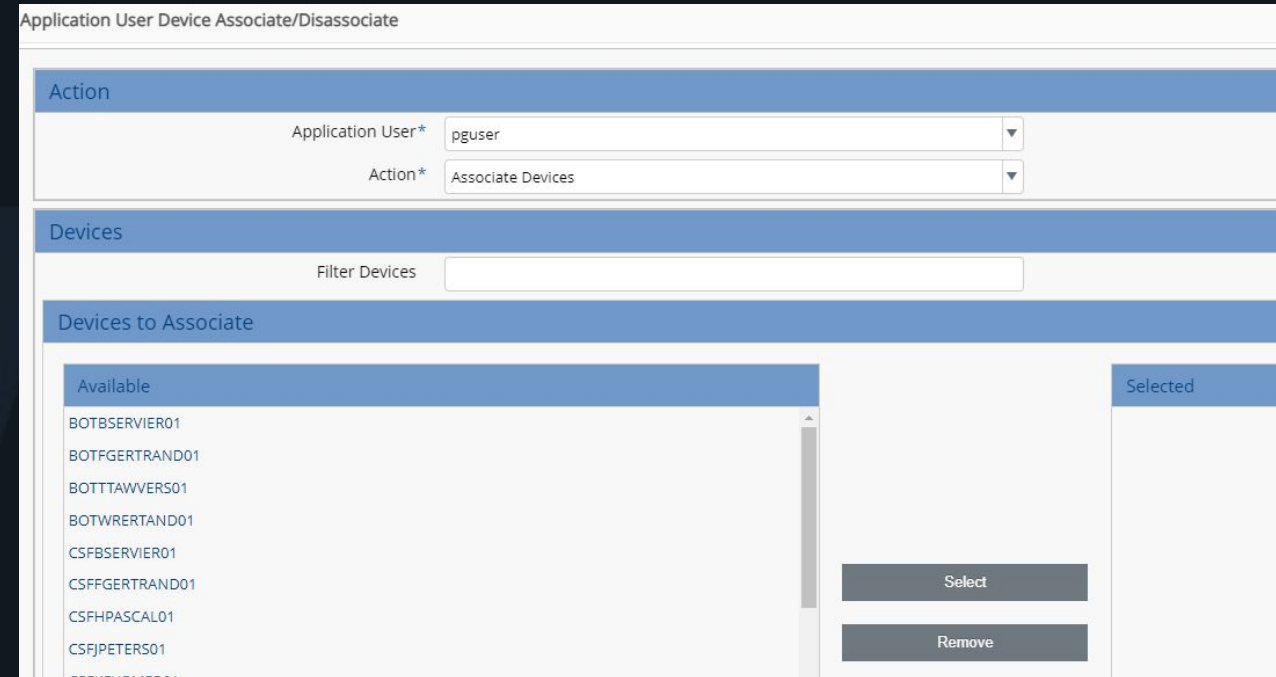 Application User Device Associate/Disassociate
Action
Application User* pguser
Action* Associate Devices
Devices
Filter Devices
Devices to Associate
Available
Selected
BOTBSERVIER01
BOTFGERTRAND01
BOTTTAWVERS01
BOTWRERTAND01
CSFBSERVIER01
CSFFGERTRAND01
CSFHPASCAL01
CSFJPETERS01
Select
Remove